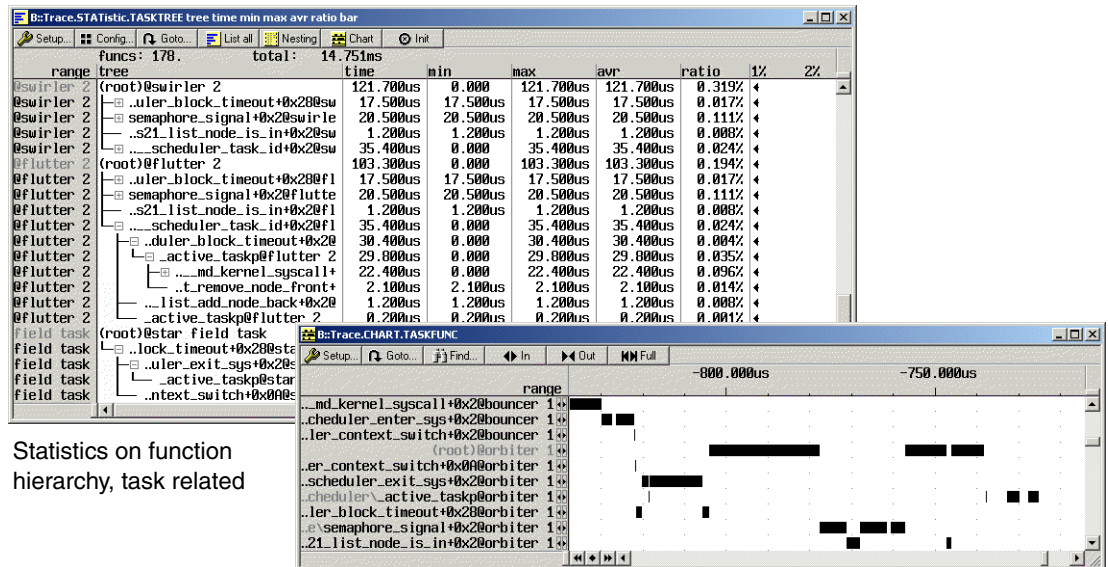 B::Trace.STATistic.TASKTREE tree time min max avr ratio bar
Setup... Config... Goto... List all Nesting Chart Init
funcs: 178. total: 14.751ms
range tree time min max avr ratio 1% 2%
@swirler 2 (root)@swirler 2 121.700us 0.000 121.700us 121.700us 0.319%
@swirler 2 ..uler_block_timeout+0x28@sw 17.500us 17.500us 17.500us 17.500us 0.017%
@swirler 2 semaphore_signal+0x2@swirle 20.500us 20.500us 20.500us 20.500us 0.111%
@swirler 2 ..s21_list_node_is_in+0x2@sw 1.200us 1.200us 1.200us 1.200us 0.008%
@swirler 2 ..__scheduler_task_id+0x2@sw 35.400us 0.000 35.400us 35.400us 0.024%
@flutter 2 (root)@flutter 2 103.300us 0.000 103.300us 103.300us 0.194%
@flutter 2 ..uler_block_timeout+0x28@fl 17.500us 17.500us 17.500us 17.500us 0.017%
@flutter 2 semaphore_signal+0x2@flutte 20.500us 20.500us 20.500us 20.500us 0.111%
@flutter 2 ..s21_list_node_is_in+0x2@fl 1.200us 1.200us 1.200us 1.200us 0.008%
@flutter 2 ..__scheduler_task_id+0x2@fl 35.400us 0.000 35.400us 35.400us 0.024%
@flutter 2 ..duler_block_timeout+0x2@ 30.400us 0.000 30.400us 30.400us 0.004%
@flutter 2 _active_taskp@flutter 2 29.800us 0.000 29.800us 29.800us 0.035%
@flutter 2 ..__md_kernel_syscall+ 22.400us 0.000 22.400us 22.400us 0.096%
@flutter 2 ..t_remove_node_front+ 2.100us 2.100us 2.100us 2.100us 0.014%
@flutter 2 .._list_add_node_back+0x2@ 1.200us 1.200us 1.200us 1.200us 0.008%
@flutter 2 _active_taskp@flutter 2 0.200us 0.200us 0.200us 0.200us 0.001%
field task (root)@star field task
field task ..lock_timeout+0x28@sta
field task ..uler_exit_sys+0x2@s
field task _active_taskp@star
field task ..ntext_switch+0x0A@s
B::Trace.CHART.TASKFUNC
Setup... Goto... Find... In Out Full
-800.000us -750.000us
range
.._md_kernel_syscall+0x2@bouncer 1
..cheduler_enter_sys+0x2@bouncer 1
..ler_context_switch+0x2@bouncer 1
(root)@orbiter 1
..er_context_switch+0x0A@orbiter 1
..scheduler_exit_sys+0x2@orbiter 1
..cheduler\_active_taskp@orbiter 1
..ler_block_timeout+0x28@orbiter 1
..e\semaphore_signal+0x2@orbiter 1
..21_list_node_is_in+0x2@orbiter 1
Statistics on function
hierarchy, task related